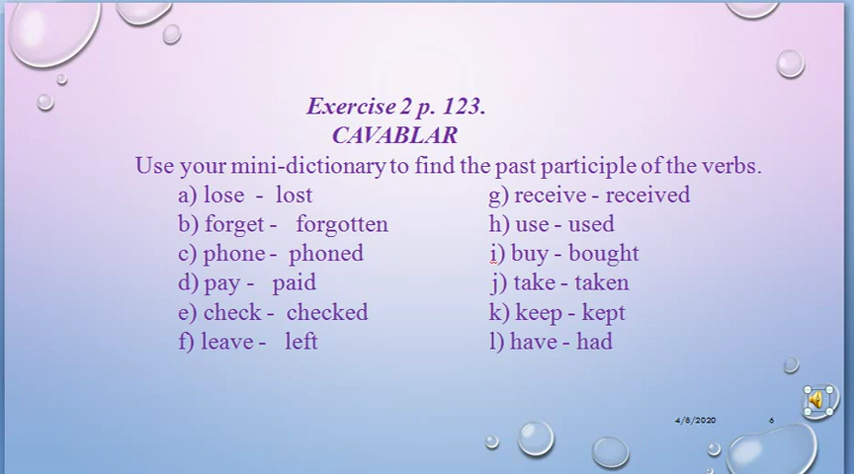 Exercise 2 p. 123.
CAVABLAR
Use your mini-dictionary to find the past participle of the verbs.
a) lose - lost
b) forget - forgotten
c) phone - phoned
d) pay - paid
e) check - checked
f) leave - left
g) receive - received
h) use - used
i) buy - bought
j) take - taken
k) keep - kept
l) have - had
4/8/2020
6